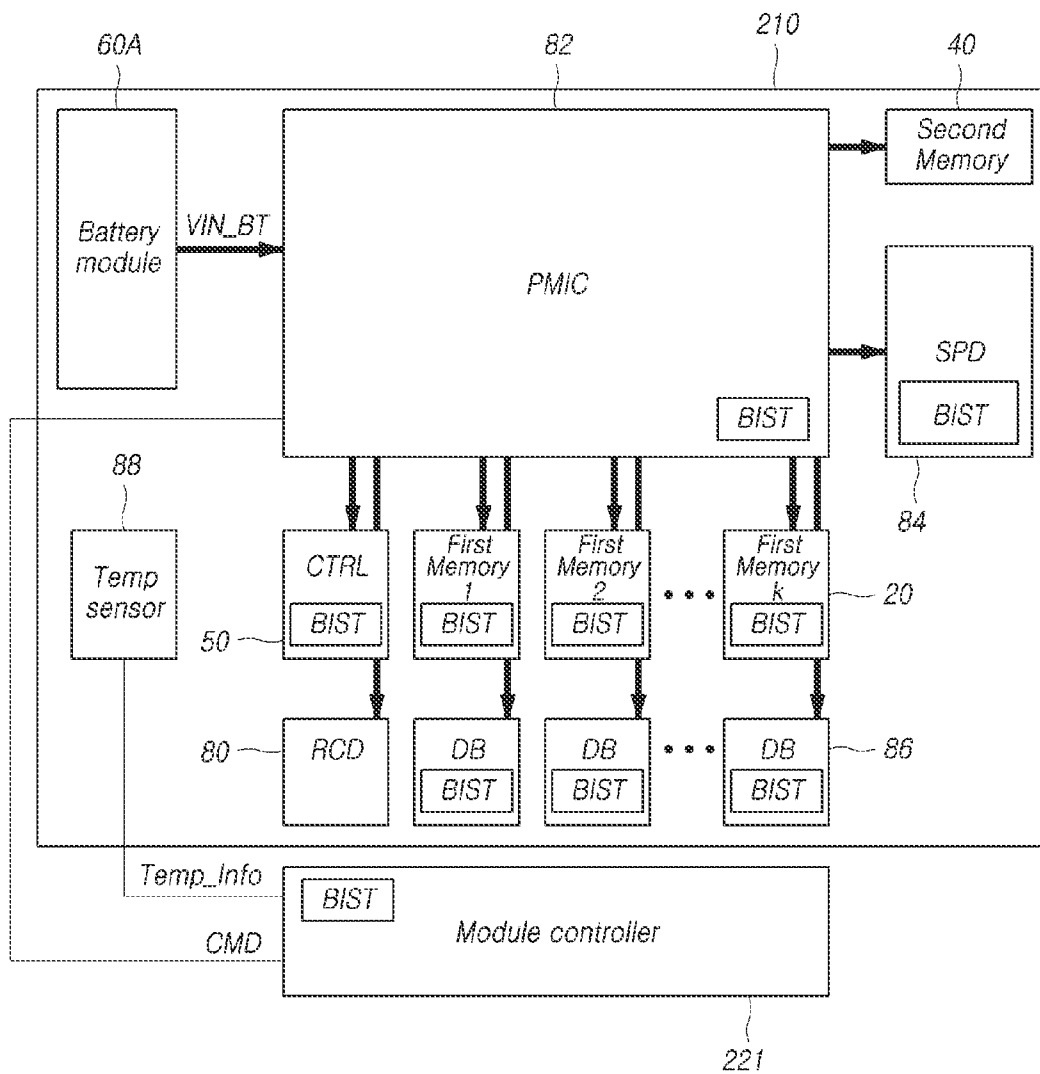 60A
82
210
40
Battery
module
VIN_BT
PMIC
BIST
Second
Memory
SPD
BIST
84
88
Temp
sensor
CTRL
BIST
50
First
Memory
1
BIST
First
Memory
2
BIST
• • •
First
Memory
k
BIST
20
80
RCD
DB
BIST
DB
BIST
• • •
DB
BIST
86
Temp_Info
CMD
BIST
Module controller
221